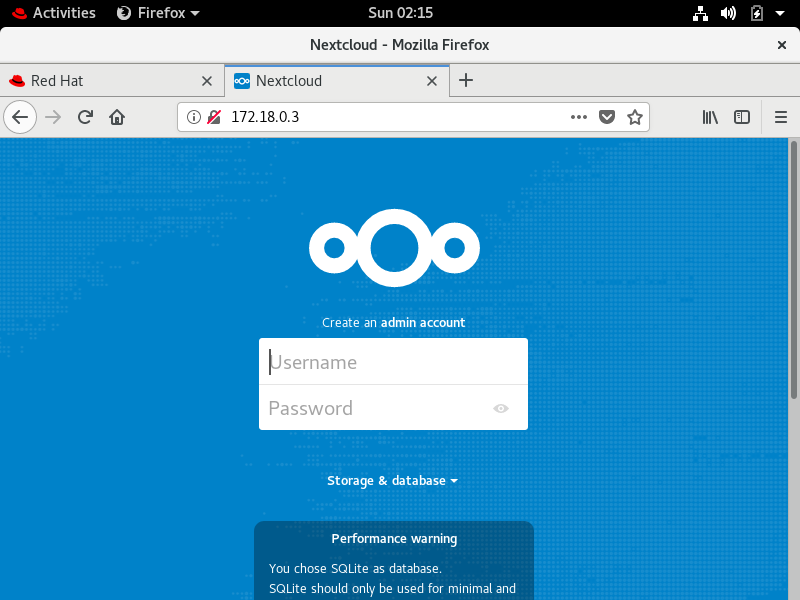 Activities Firefox Sun 02:15
Nextcloud - Mozilla Firefox
Red Hat Nextcloud
172.18.0.3
Create an admin account
Username
Password
Storage & database
Performance warning
You chose SQLite as database.
SQLite should only be used for minimal and